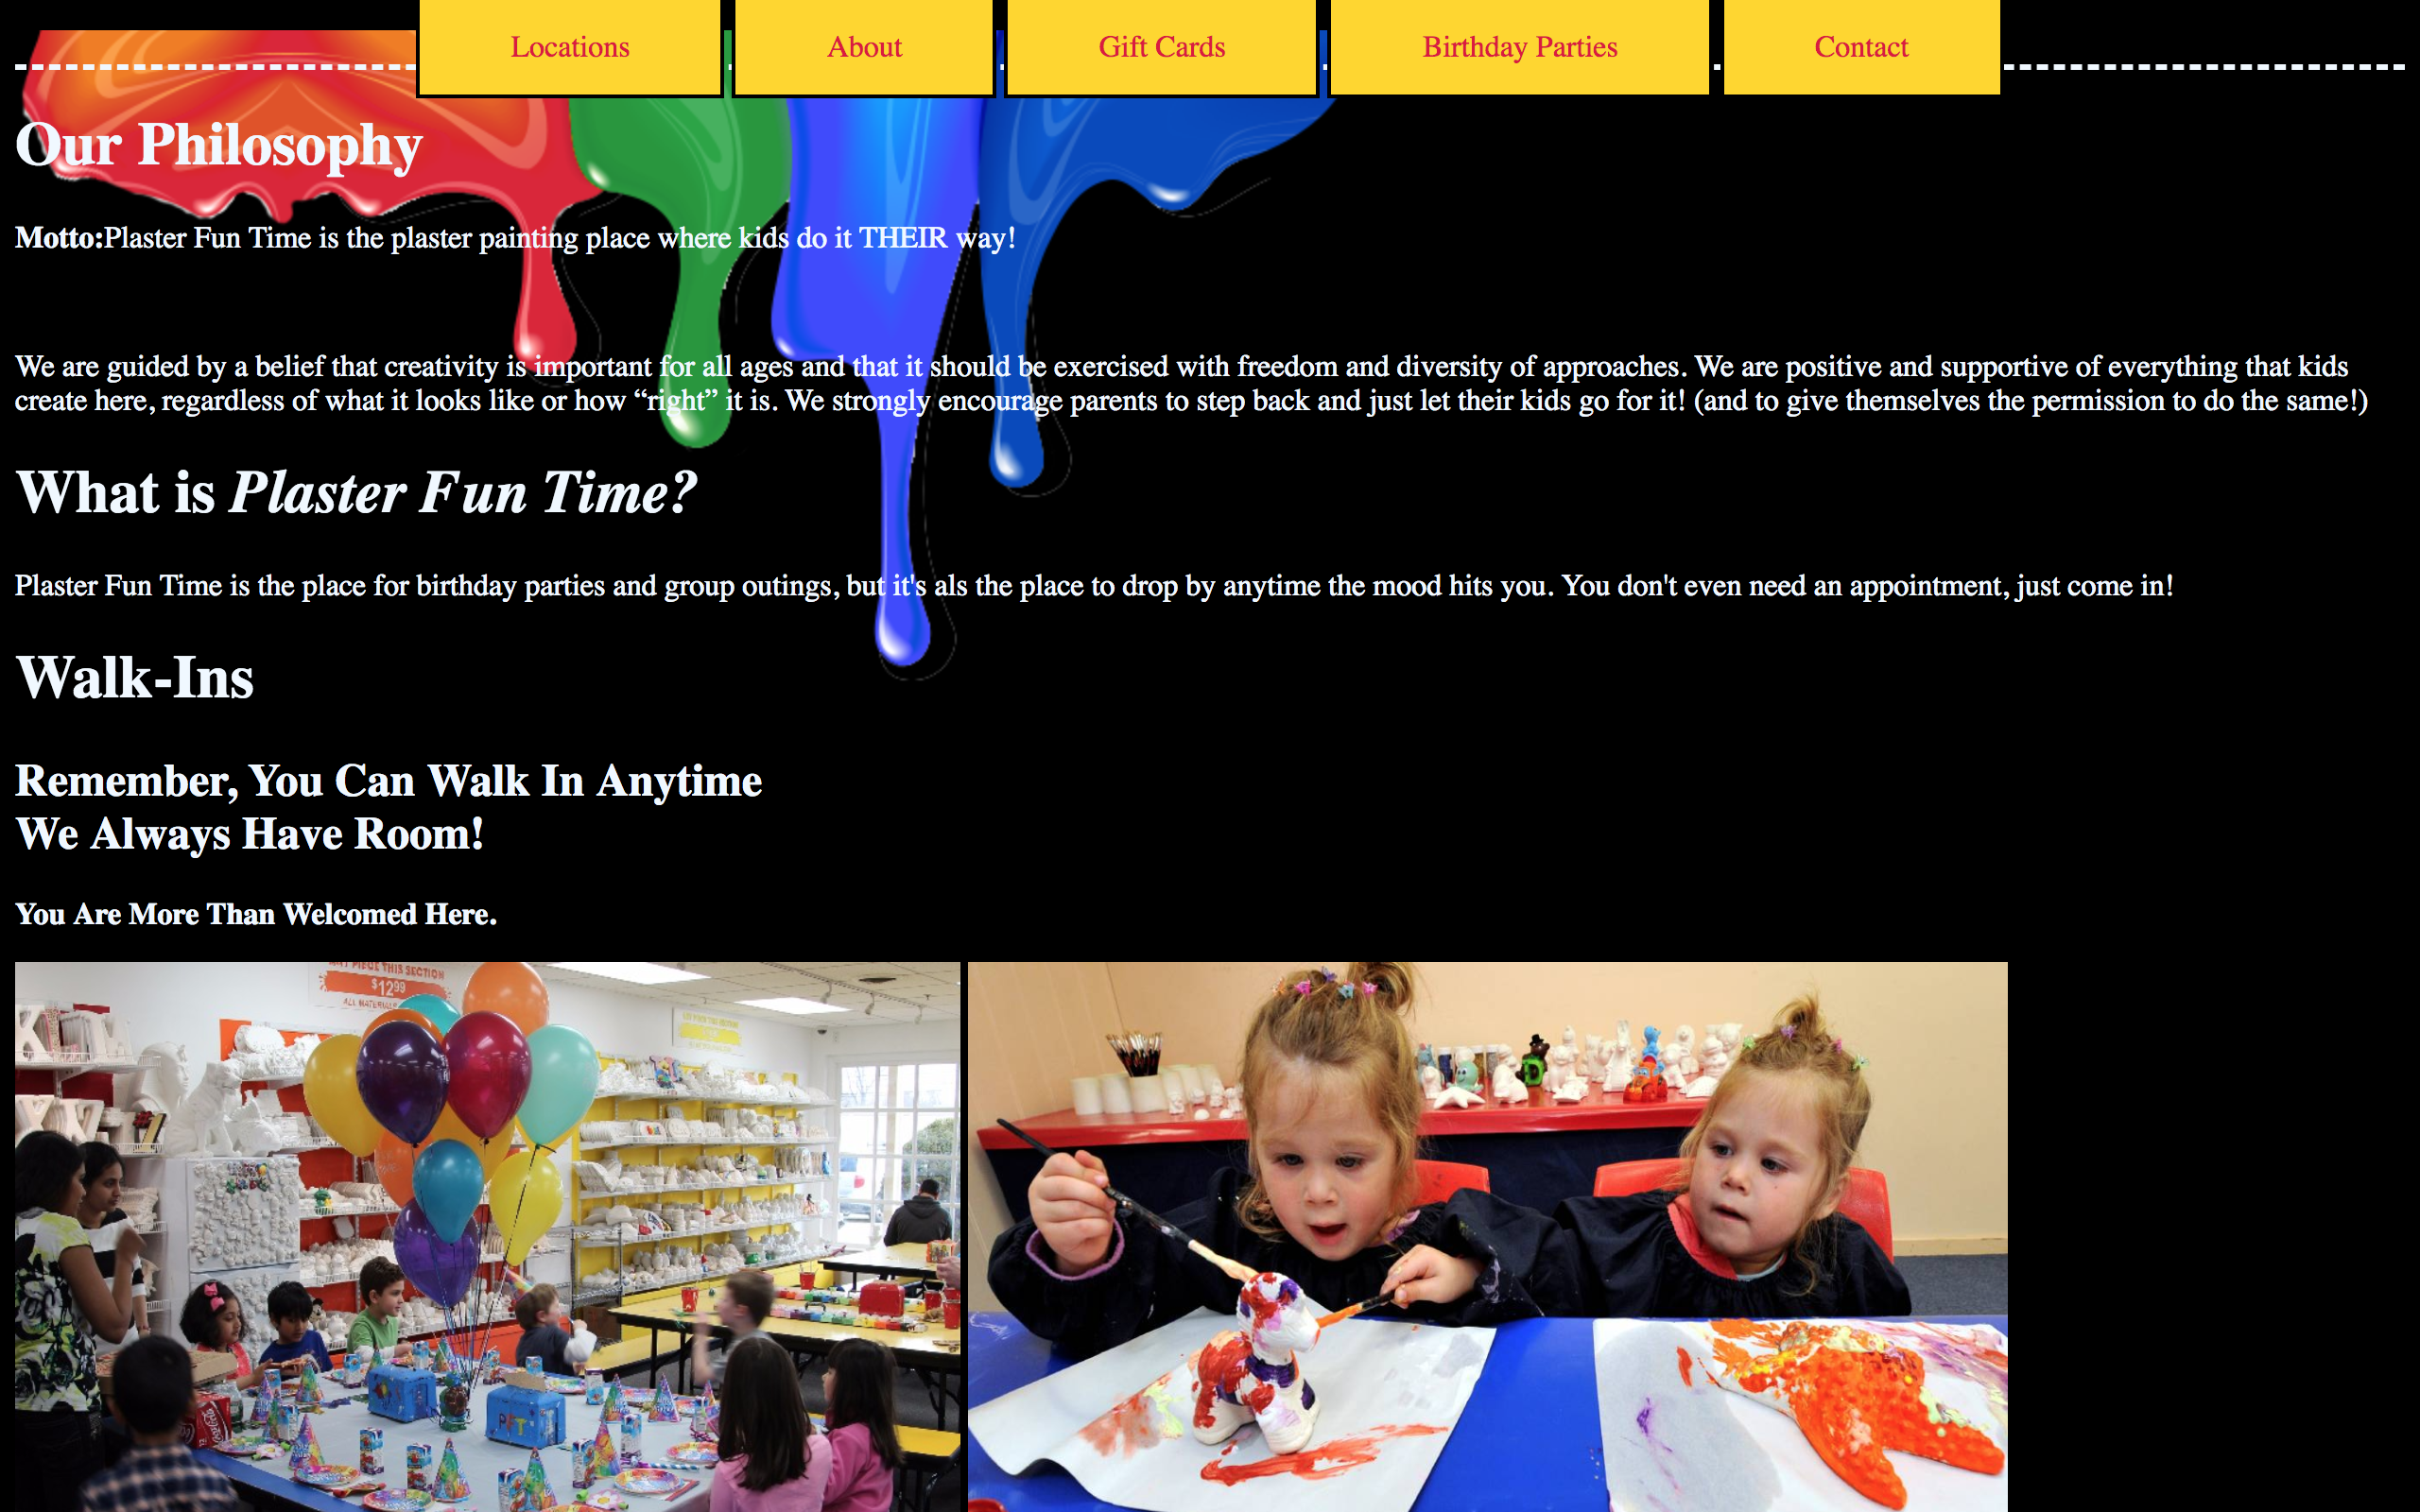 Locations
About
Gift Cards
Birthday Parties
Contact
Our Philosophy
Motto:Plaster Fun Time is the plaster painting place where kids do it THEIR way!
We are guided by a belief that creativity is important for all ages and that it should be exercised with freedom and diversity of approaches. We are positive and supportive of everything that kids
create here, regardless of what it looks like or how “right” it is. We strongly encourage parents to step back and just let their kids go for it! (and to give themselves the permission to do the same!)
What is Plaster Fun Time?
Plaster Fun Time is the place for birthday parties and group outings, but it's als the place to drop by anytime the mood hits you. You don't even need an appointment, just come in!
Walk-Ins
Remember, You Can Walk In Anytime
We Always Have Room!
You Are More Than Welcomed Here.
PIECE THIS SECTION
$1299
Coca-Cola